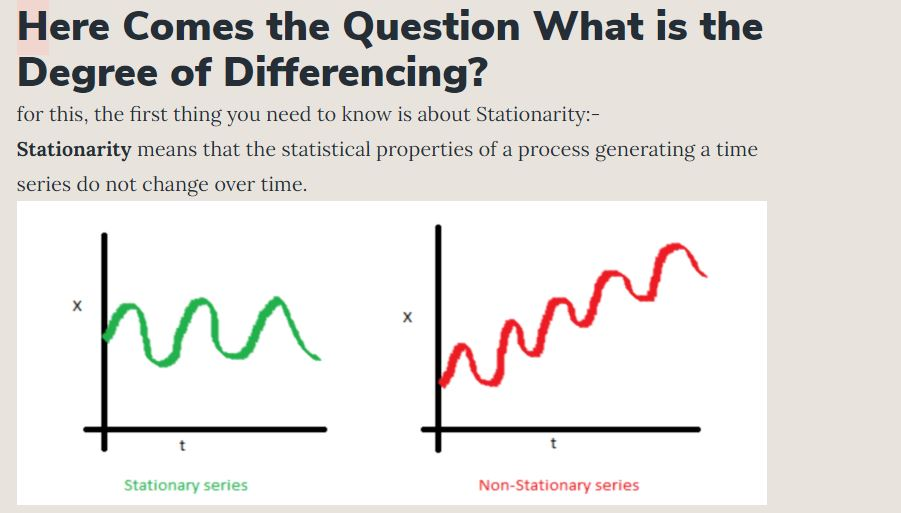 Here Comes the Question What is the
Degree of Differencing?
for this, the first thing you need to know is about Stationarity:-
Stationarity means that the statistical properties of a process generating a time
series do not change over time.
x
x
t
t
Stationary series
Non-Stationary series